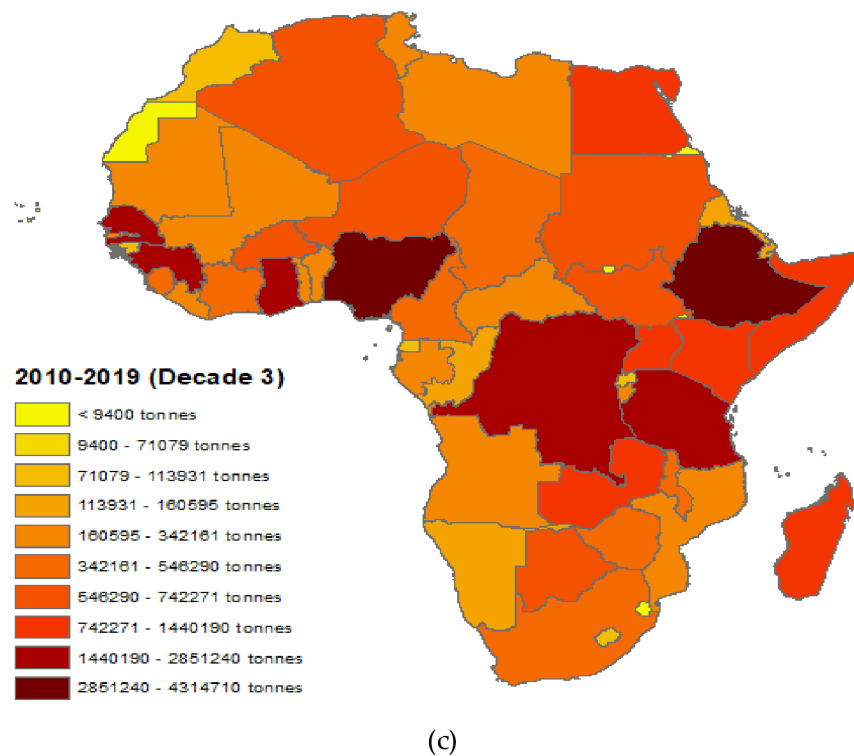 2010-2019 (Decade 3)
< 9400 tonnes
9400 - 71079 tonnes
71079 - 113931 tonnes
113931 - 160595 tonnes
160595 - 342161 tonnes
342161 - 546290 tonnes
546290 - 742271 tonnes
742271 - 1440190 tonnes
1440190 - 2851240 tonnes
2851240 - 4314710 tonnes
(c)